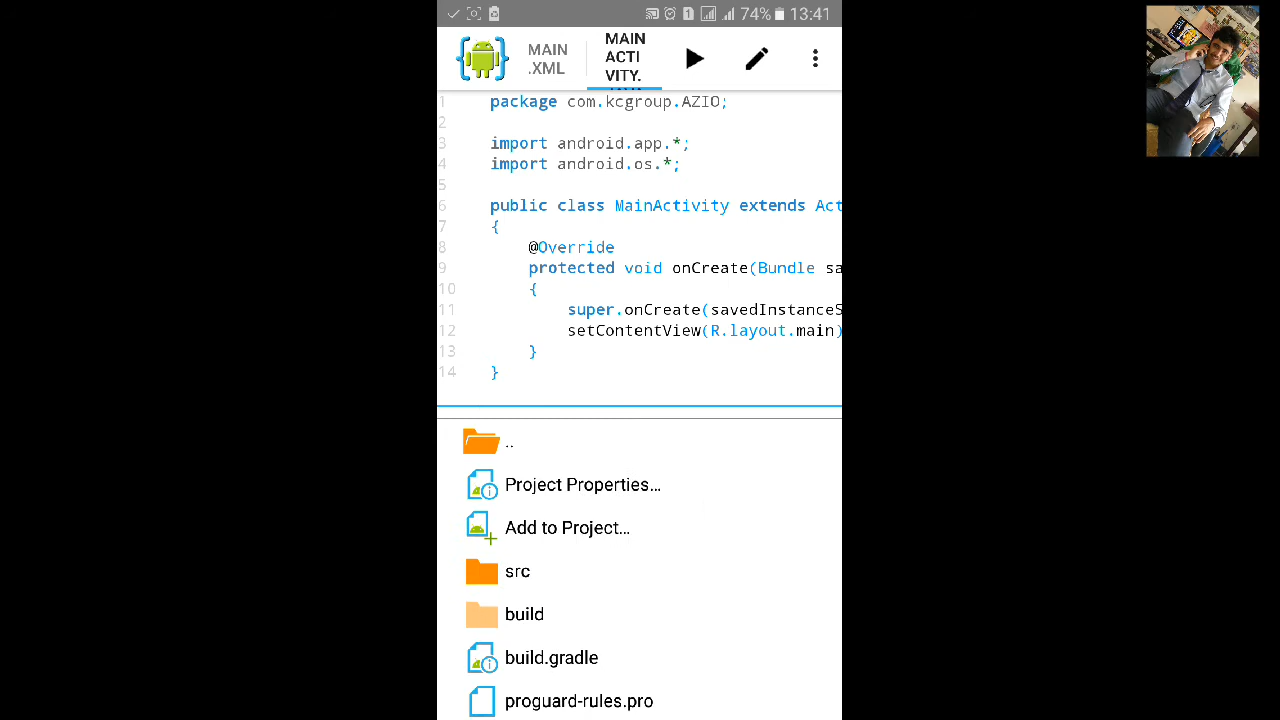 74% 13:41
MAIN
.XML
MAIN
ACTI
VITY.
1 package com.kcgroup.AZIO;
2
3 import android.app.*;
4 import android.os.*;
5
6 public class MainActivity extends Act
7 {
8 @Override
9 protected void onCreate(Bundle sa
10 {
11 super.onCreate(savedInstanceS
12 setContentView(R.layout.main)
13 }
14 }
..
Project Properties...
Add to Project...
src
build
build.gradle
proguard-rules.pro